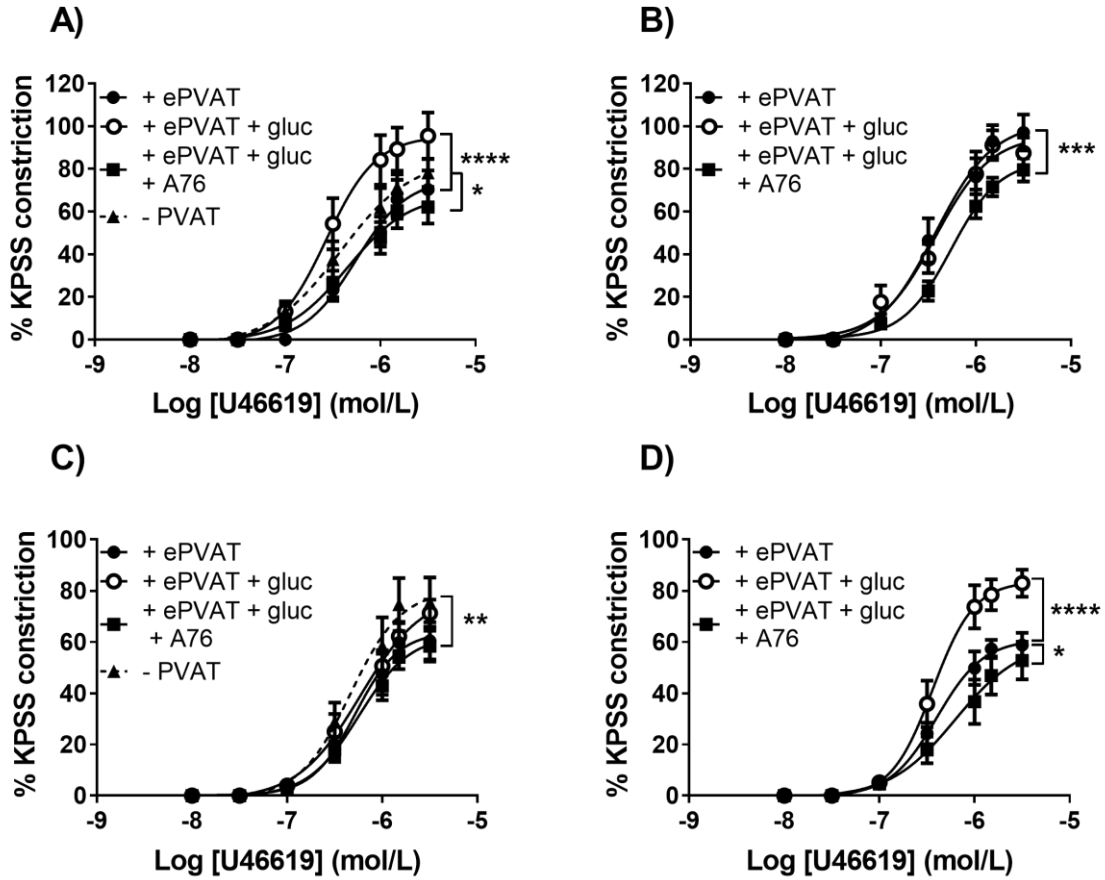 A)
% KPSS constriction
120
100
80
60
40
20
0
+ ePVAT
+ ePVAT + gluc
+ ePVAT + gluc
+ A76
- PVAT
****
*
-9 -8 -7 -6 -5
Log [U46619] (mol/L)
B)
% KPSS constriction
120
100
80
60
40
20
0
+ ePVAT
+ ePVAT + gluc
+ ePVAT + gluc
+ A76
***
-9 -8 -7 -6 -5
Log [U46619] (mol/L)
C)
% KPSS constriction
100
80
60
40
20
0
+ ePVAT
+ ePVAT + gluc
+ ePVAT + gluc
+ A76
- PVAT
**
-9 -8 -7 -6 -5
Log [U46619] (mol/L)
D)
% KPSS constriction
100
80
60
40
20
0
+ ePVAT
+ ePVAT + gluc
+ ePVAT + gluc
+ A76
****
*
-9 -8 -7 -6 -5
Log [U46619] (mol/L)